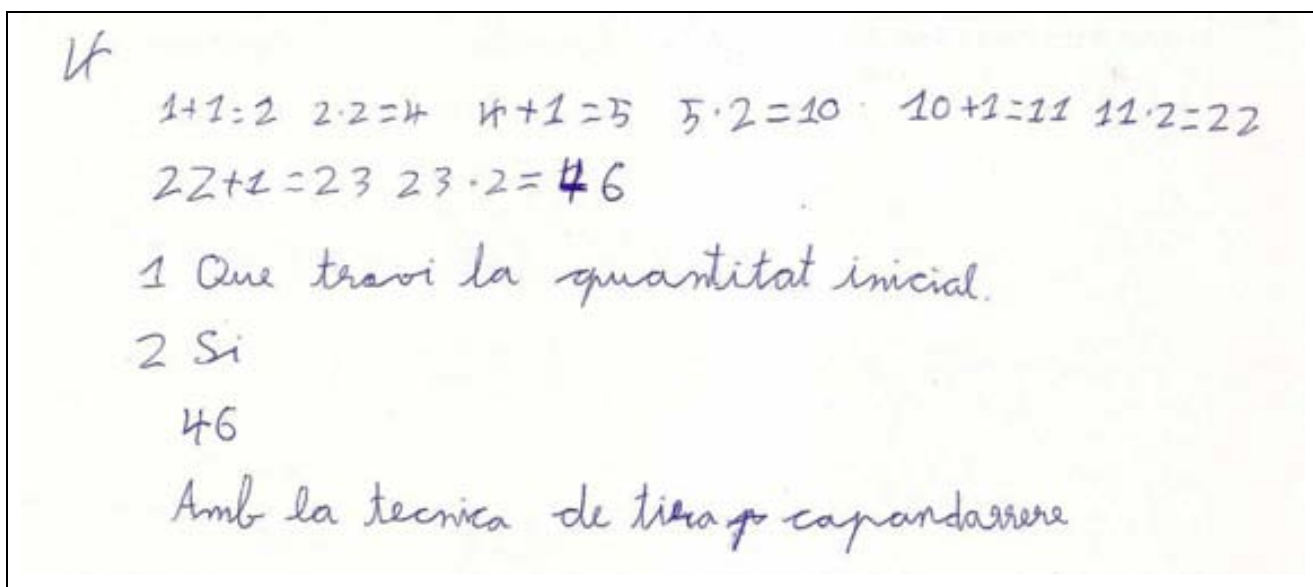 4
1+1=2 2·2=4 4+1=5 5·2=10 10+1=11 11·2=22
22+1=23 23·2=46
1 Que trovi la quantitat inicial.
2 Si
46
Amb la tecnica de tira capandarrere